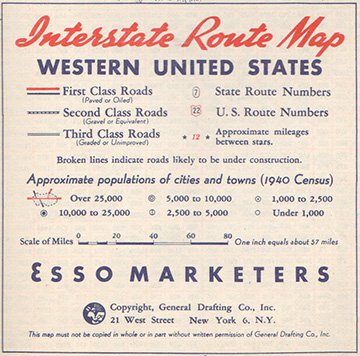 Interstate Route Map
WESTERN UNITED STATES
First Class Roads
(Paved or Oiled)
7 State Route Numbers
Second Class Roads
(Gravel or Equivalent)
22 U.S. Route Numbers
Third Class Roads
(Graded or Unimproved)
* 12 * Approximate mileages
between stars.
Broken lines indicate roads likely to be under construction.
Approximate populations of cities and towns (1940 Census)
Over 25,000 5,000 to 10,000 1,000 to 2,500
10,000 to 25,000 2,500 to 5,000 Under 1,000
Scale of Miles 0 20 40 60 80 One inch equals about 57 miles
ESSO MARKETERS
Copyright, General Drafting Co., Inc.
21 West Street New York 6, N.Y.
This map must not be copied in whole or in part without written permission of General Drafting Co., Inc.